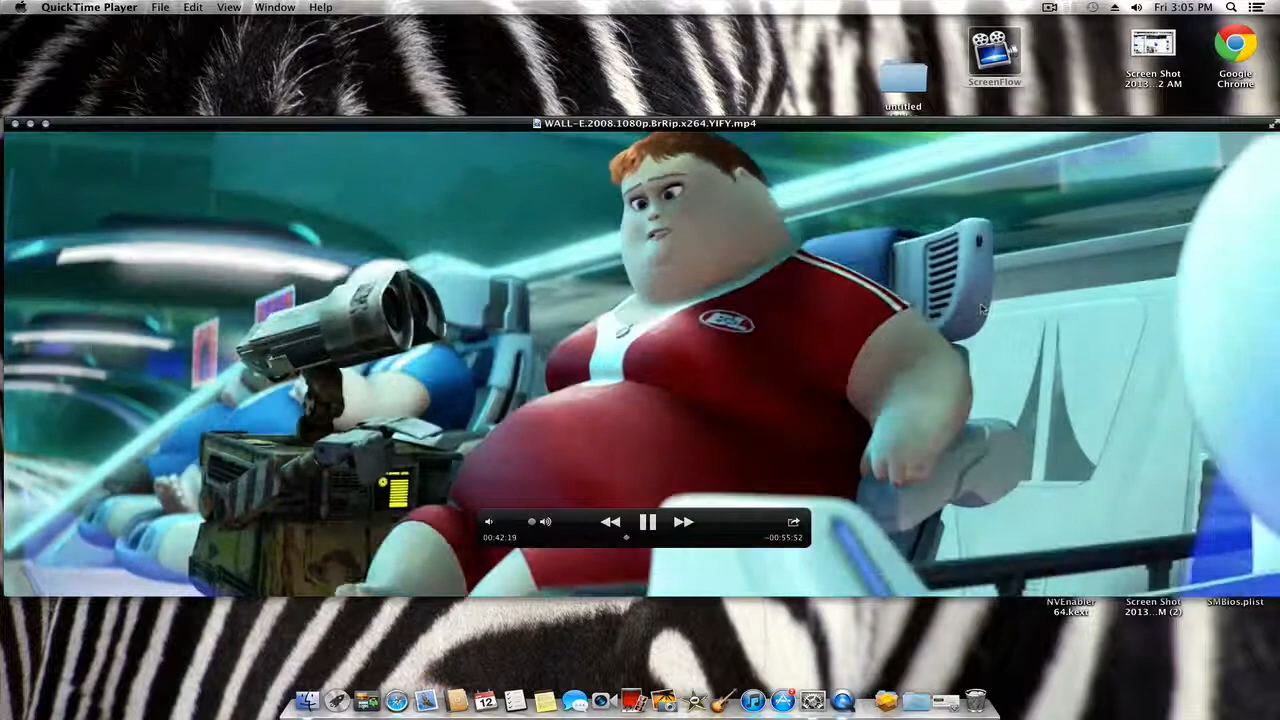 QuickTime Player File Edit View Window Help
Fri 3:05 PM
ScreenFlow
Screen Shot
2013...2 AM
Google
Chrome
untitled
WALL-E.2008.1080p.BrRip.x264.YIFY.mp4
BnL
00:42:19
-00:55:52
NVEnabler
64.kext
Screen Shot
2013...M (2)
SMBios.plist
12